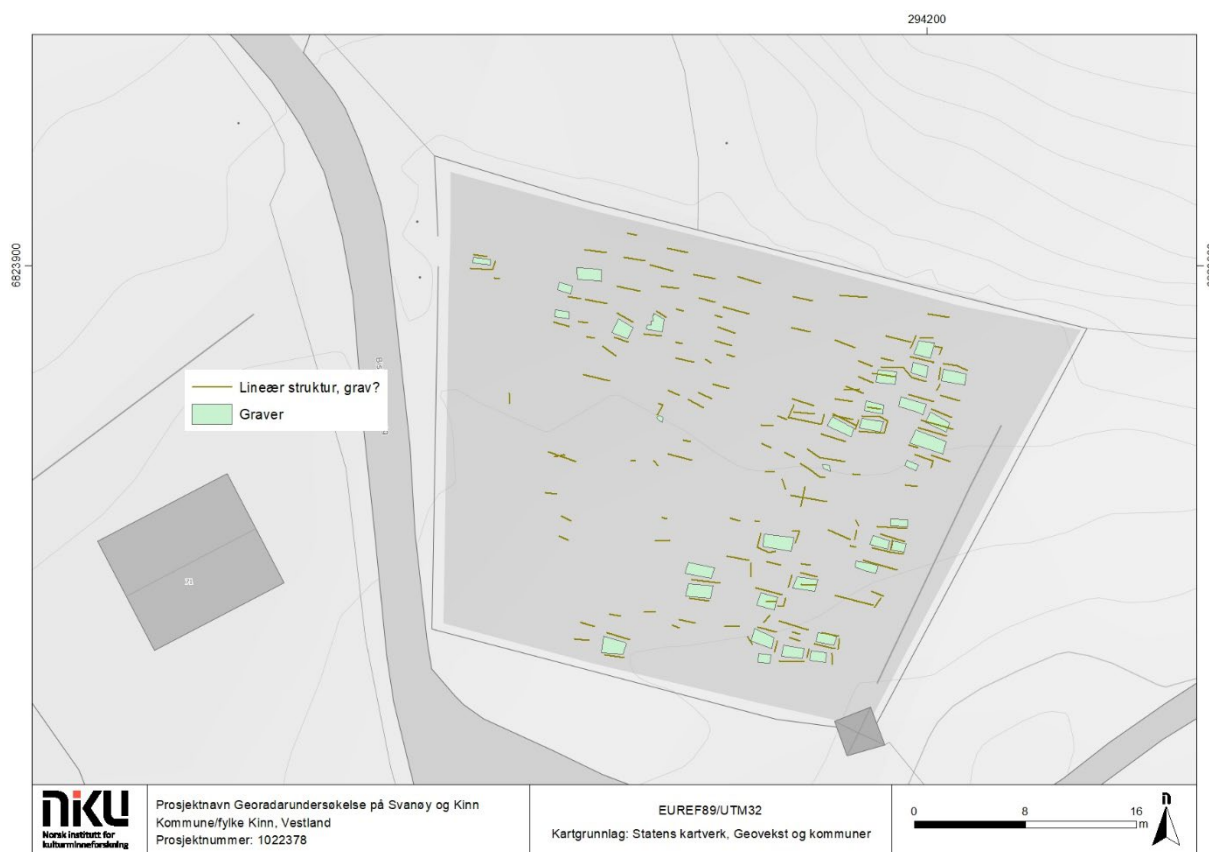 294200
6823900
Lineær struktur, grav?
Graver
niku
Norsk institutt for
kulturminneforskning
Prosjektnavn Georadarundersøkelse på Svanøy og Kinn
Kommune/fylke Kinn, Vestland
Prosjektnummer: 1022378
EUREF89/UTM32
Kartgrunnlag: Statens kartverk, Geovekst og kommuner
0 8 16
m
n